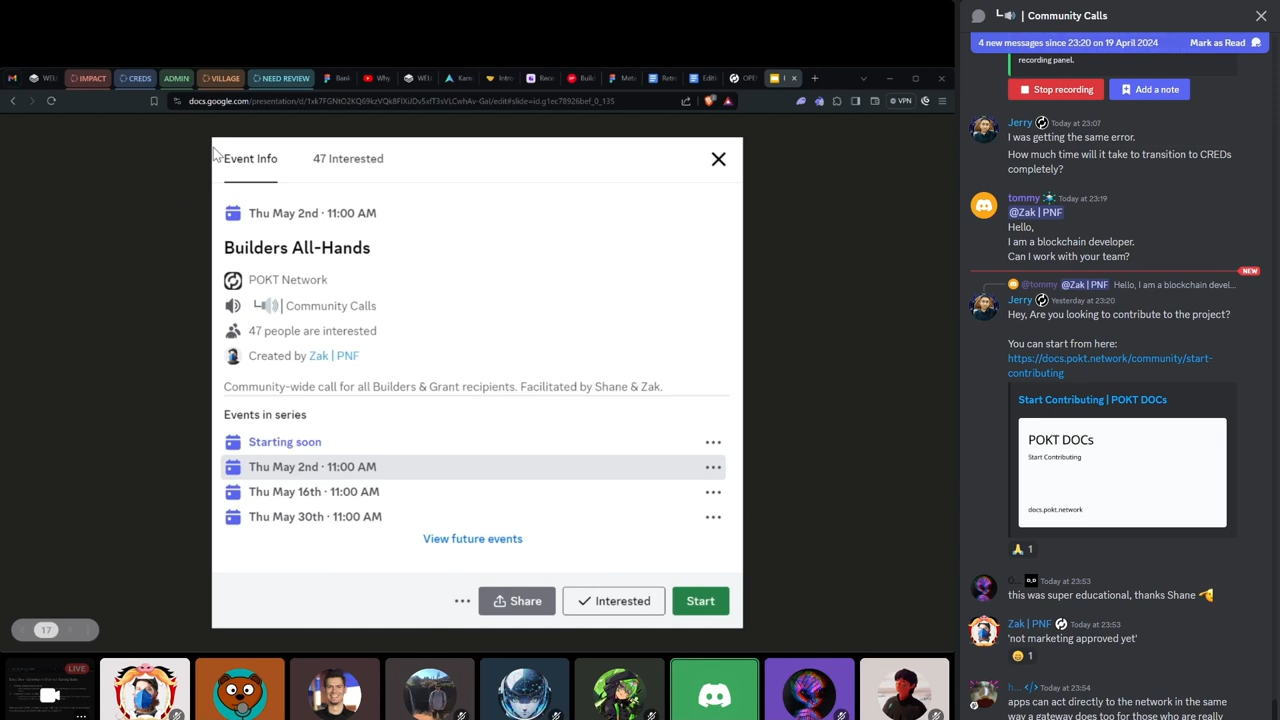 Community Calls
4 new messages since 23:20 on 19 April 2024
Mark as Read
recording panel.
Stop recording
Add a note
Jerry Today at 23:07
I was getting the same error.
How much time will it take to transition to CREDs
completely?
tommy Today at 23:19
@Zak | PNF
Hello,
I am a blockchain developer.
Can I work with your team?
NEW
@tommy @Zak | PNF Hello, I am a blockchain devel...
Jerry Yesterday at 23:20
Hey, Are you looking to contribute to the project?
You can start from here:
https://docs.pokt.network/community/start-
contributing
Start Contributing | POKT DOCs
POKT DOCs
Start Contributing
docs.pokt.network
🙏 1
Today at 23:53
this was super educational, thanks Shane
Zak | PNF Today at 23:53
'not marketing approved yet'
1
h... </> Today at 23:54
apps can act directly to the network in the same
way a gateway does too for those who are really
IMPACT
CREDS
ADMIN
VILLAGE
NEED REVIEW
Bank
Why
Intro
Rece
Build
Meta
Retro
Editi
VPN
Event Info
47 Interested
Thu May 2nd · 11:00 AM
Builders All-Hands
POKT Network
Community Calls
47 people are interested
Created by Zak | PNF
Community-wide call for all Builders & Grant recipients. Facilitated by Shane & Zak.
Events in series
Starting soon
Thu May 2nd · 11:00 AM
Thu May 16th · 11:00 AM
Thu May 30th · 11:00 AM
View future events
Share
Interested
Start
17
LIVE